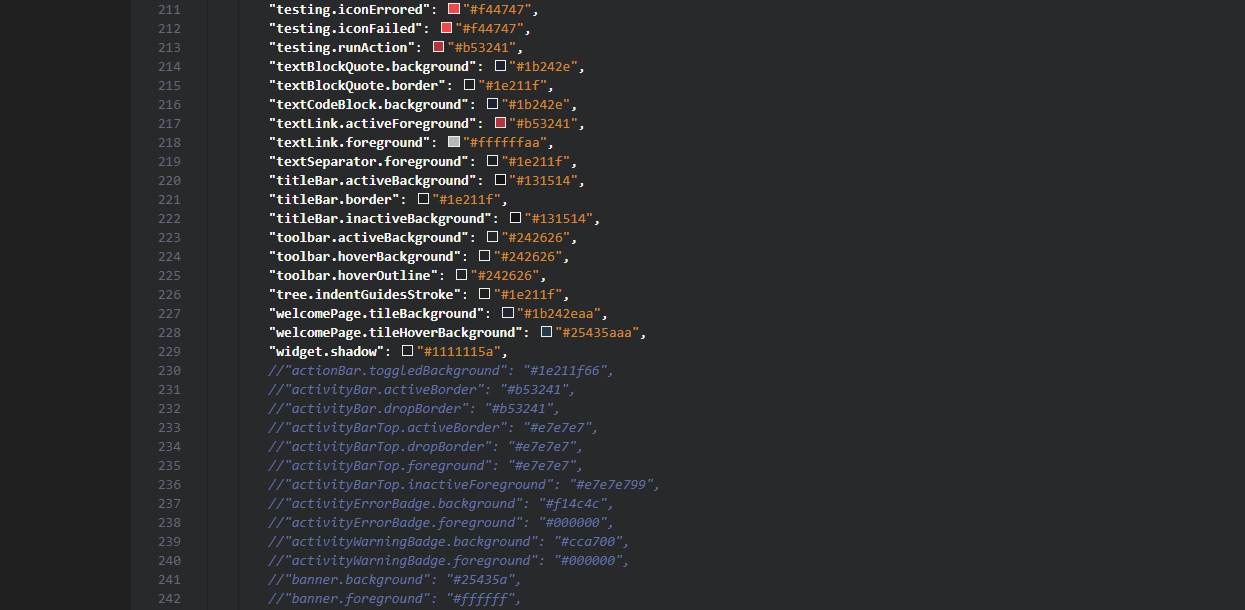 211 "testing.iconErrored": "#f44747",
212 "testing.iconFailed": "#f44747",
213 "testing.runAction": "#b53241",
214 "textBlockQuote.background": "#1b242e",
215 "textBlockQuote.border": "#1e211f",
216 "textCodeBlock.background": "#1b242e",
217 "textLink.activeForeground": "#b53241",
218 "textLink.foreground": "#ffffffaa",
219 "textSeparator.foreground": "#1e211f",
220 "titleBar.activeBackground": "#131514",
221 "titleBar.border": "#1e211f",
222 "titleBar.inactiveBackground": "#131514",
223 "toolbar.activeBackground": "#242626",
224 "toolbar.hoverBackground": "#242626",
225 "toolbar.hoverOutline": "#242626",
226 "tree.indentGuidesStroke": "#1e211f",
227 "welcomePage.tileBackground": "#1b242eaa",
228 "welcomePage.tileHoverBackground": "#25435aaa",
229 "widget.shadow": "#1111115a",
230 //"actionBar.toggledBackground": "#1e211f66",
231 //"activityBar.activeBorder": "#b53241",
232 //"activityBar.dropBorder": "#b53241",
233 //"activityBarTop.activeBorder": "#e7e7e7",
234 //"activityBarTop.dropBorder": "#e7e7e7",
235 //"activityBarTop.foreground": "#e7e7e7",
236 //"activityBarTop.inactiveForeground": "#e7e7e799",
237 //"activityErrorBadge.background": "#f14c4c",
238 //"activityErrorBadge.foreground": "#000000",
239 //"activityWarningBadge.background": "#cca700",
240 //"activityWarningBadge.foreground": "#000000",
241 //"banner.background": "#25435a",
242 //"banner.foreground": "#ffffff",